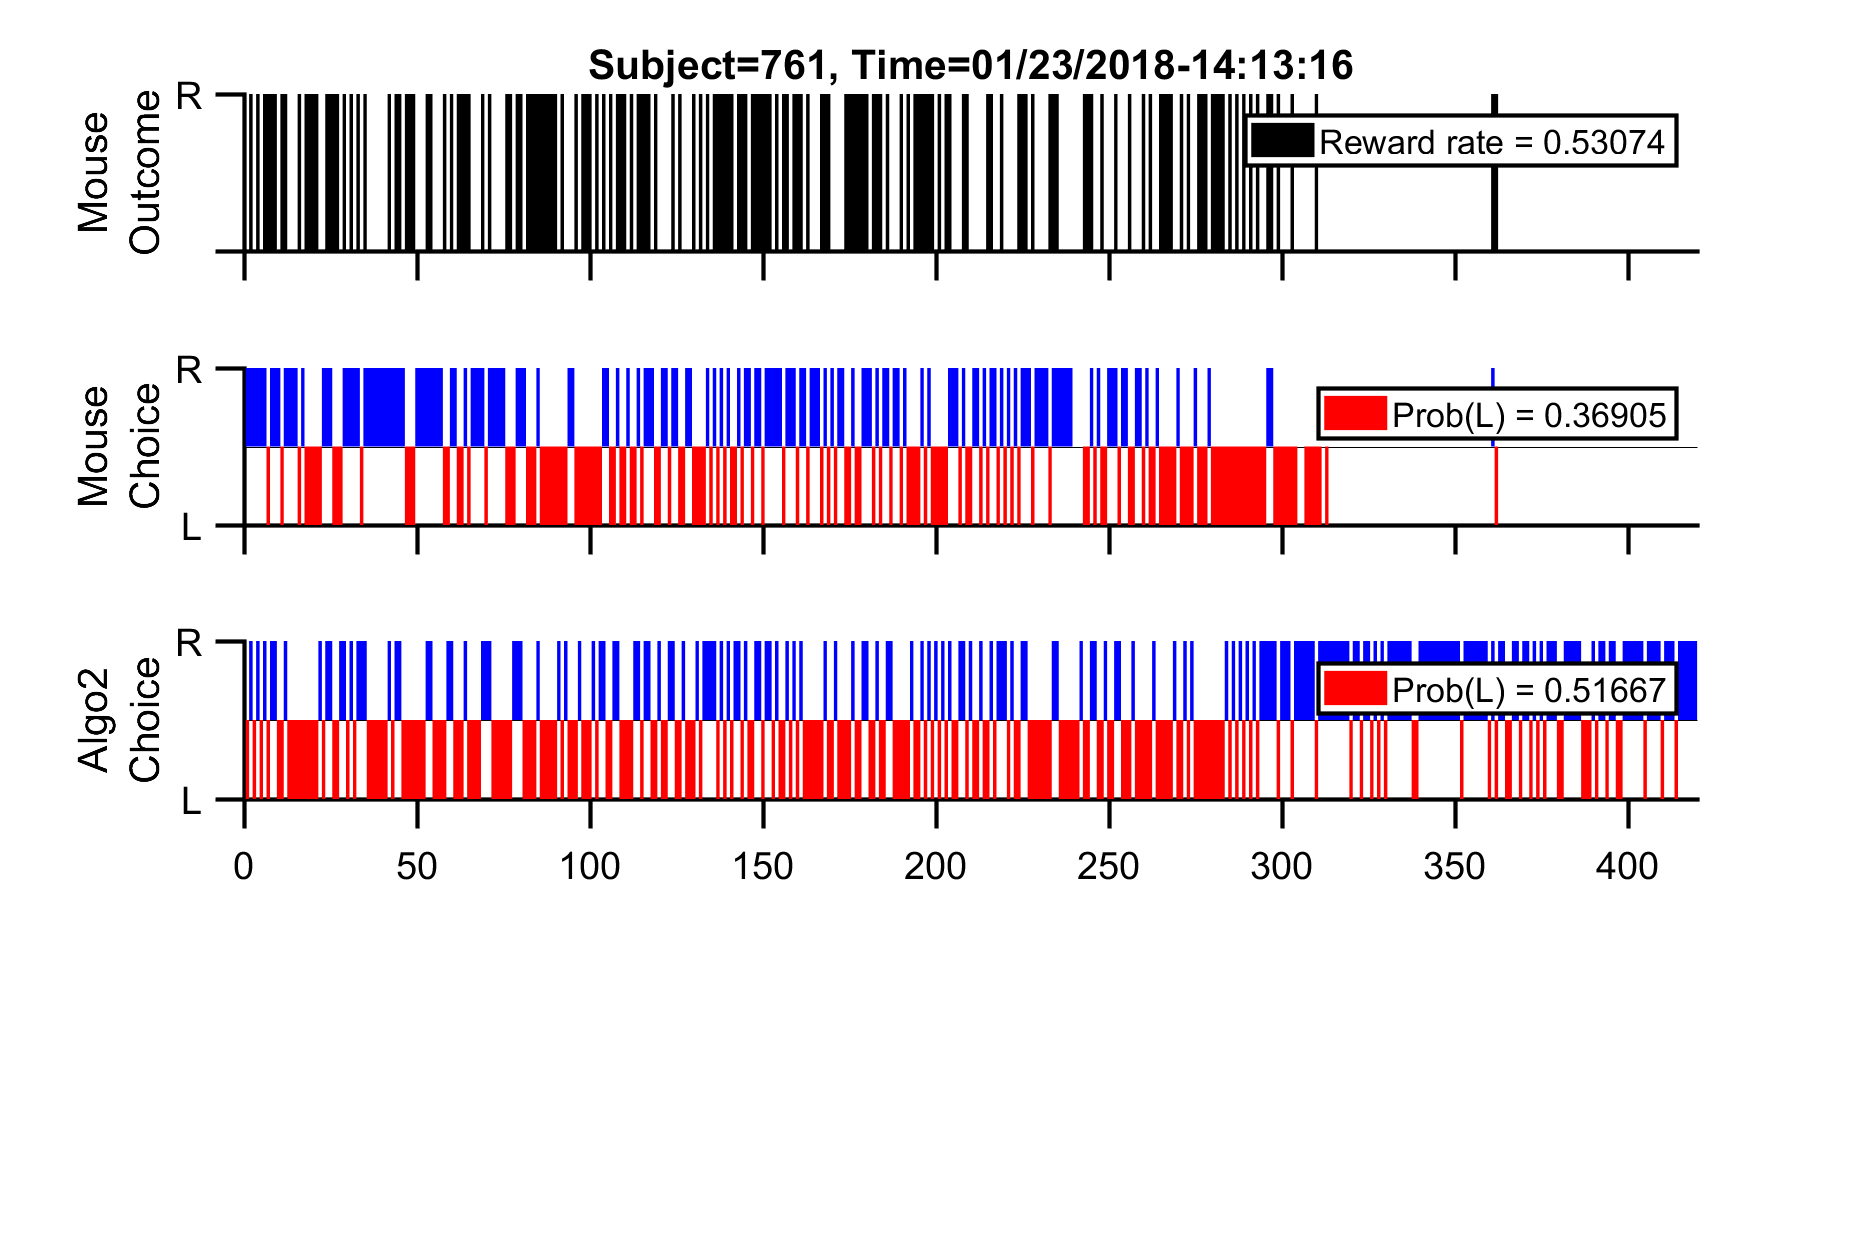 Subject=761, Time=01/23/2018-14:13:16
Mouse
Outcome
R
Reward rate = 0.53074
Mouse
Choice
R
L
Prob(L) = 0.36905
Algo2
Choice
R
L
Prob(L) = 0.51667
0 50 100 150 200 250 300 350 400